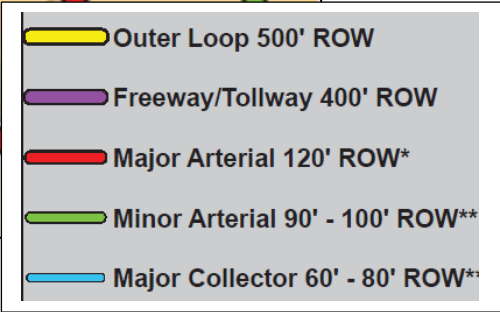 Outer Loop 500' ROW
Freeway/Tollway 400' ROW
Major Arterial 120' ROW*
Minor Arterial 90' - 100' ROW**
Major Collector 60' - 80' ROW**